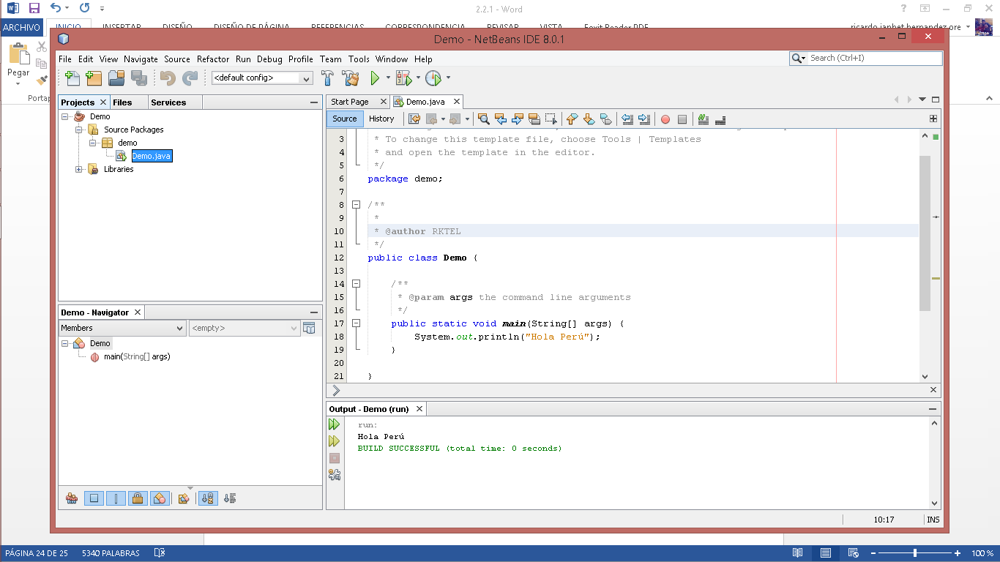 2.2.1 - Word
ARCHIVO INICIO INSERTAR DISEÑO DISEÑO DE PÁGINA REFERENCIAS CORRESPONDENCIA REVISAR VISTA Foxit Reader PDF
Pegar
Portap
Demo - NetBeans IDE 8.0.1
File Edit View Navigate Source Refactor Run Debug Profile Team Tools Window Help
Search (Ctrl+I)
<default config>
Projects Files Services
Demo
Source Packages
demo
Demo.java
Libraries
Demo - Navigator
Members <empty>
Demo
main(String[] args)
Start Page Demo.java
Source History
3 * To change this template file, choose Tools | Templates
4 * and open the template in the editor.
5 */
6 package demo;
7
8 /**
9 *
10 * @author RKTEL
11 */
12 public class Demo {
13
14 /**
15 * @param args the command line arguments
16 */
17 public static void main(String[] args) {
18 System.out.println("Hola Perú");
19 }
20
21 }
Output - Demo (run)
run:
Hola Perú
BUILD SUCCESSFUL (total time: 0 seconds)
10:17 INS
PÁGINA 24 DE 25 5340 PALABRAS 100 %